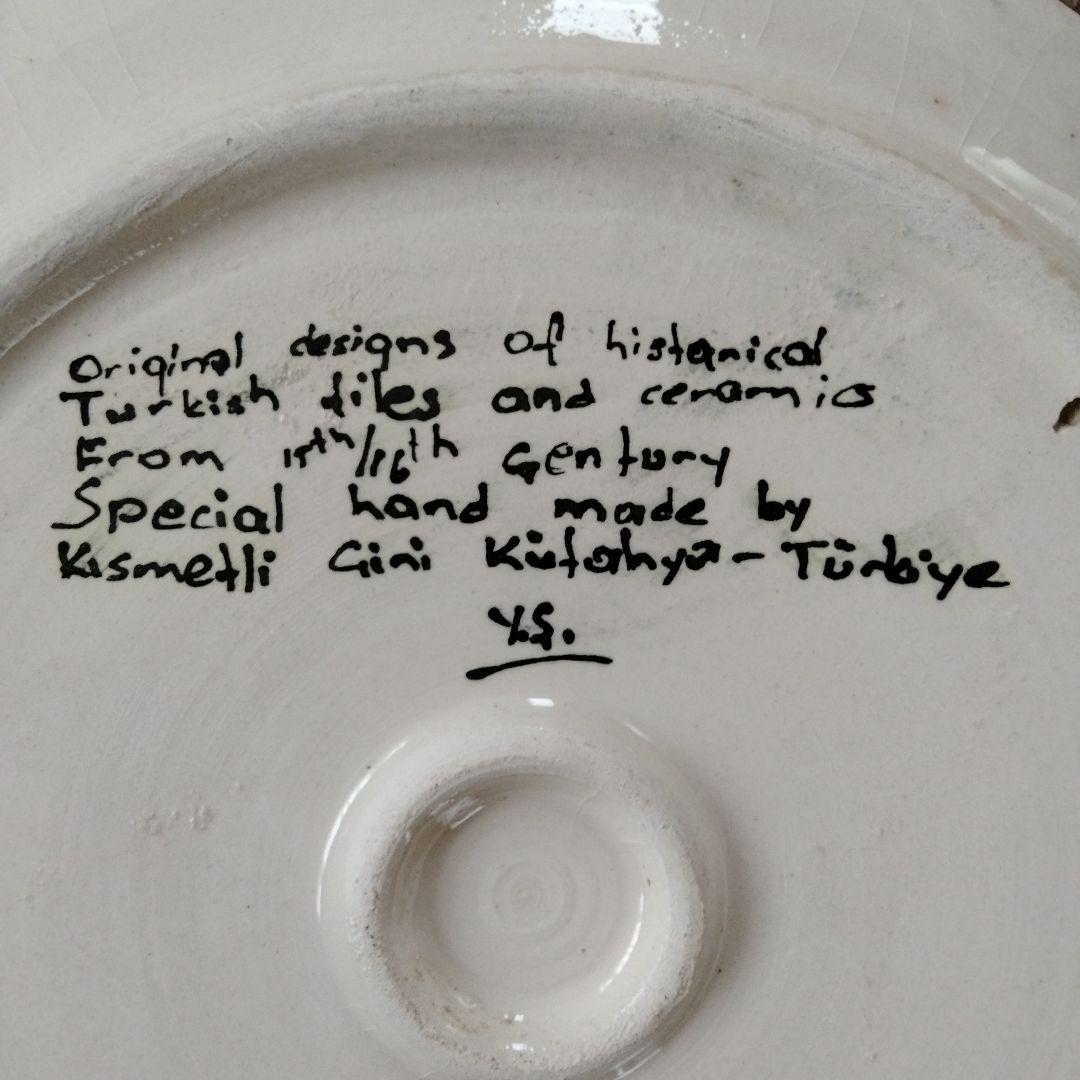 Original designs of historical
Turkish tiles and ceramics
From 15th/16th Century
Special hand made by
Kısmetli Çini Kütahya - Türkiye
Y.Ş.